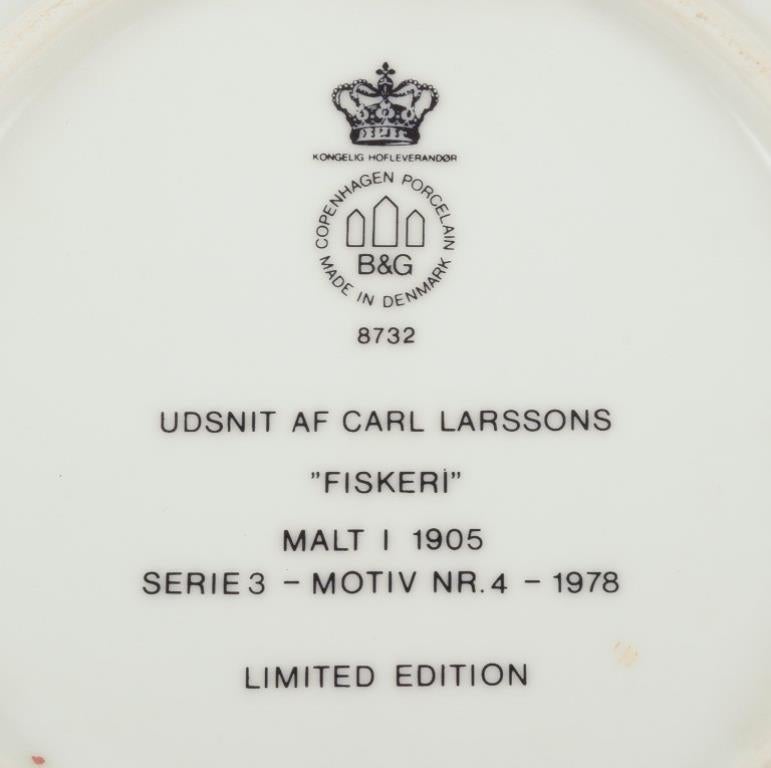 KONGELIG HOFLEVERANDØR
COPENHAGEN PORCELAIN
B&G
MADE IN DENMARK
8732
UDSNIT AF CARL LARSSONS
”FISKERI”
MALT I 1905
SERIE 3 – MOTIV NR. 4 – 1978
LIMITED EDITION